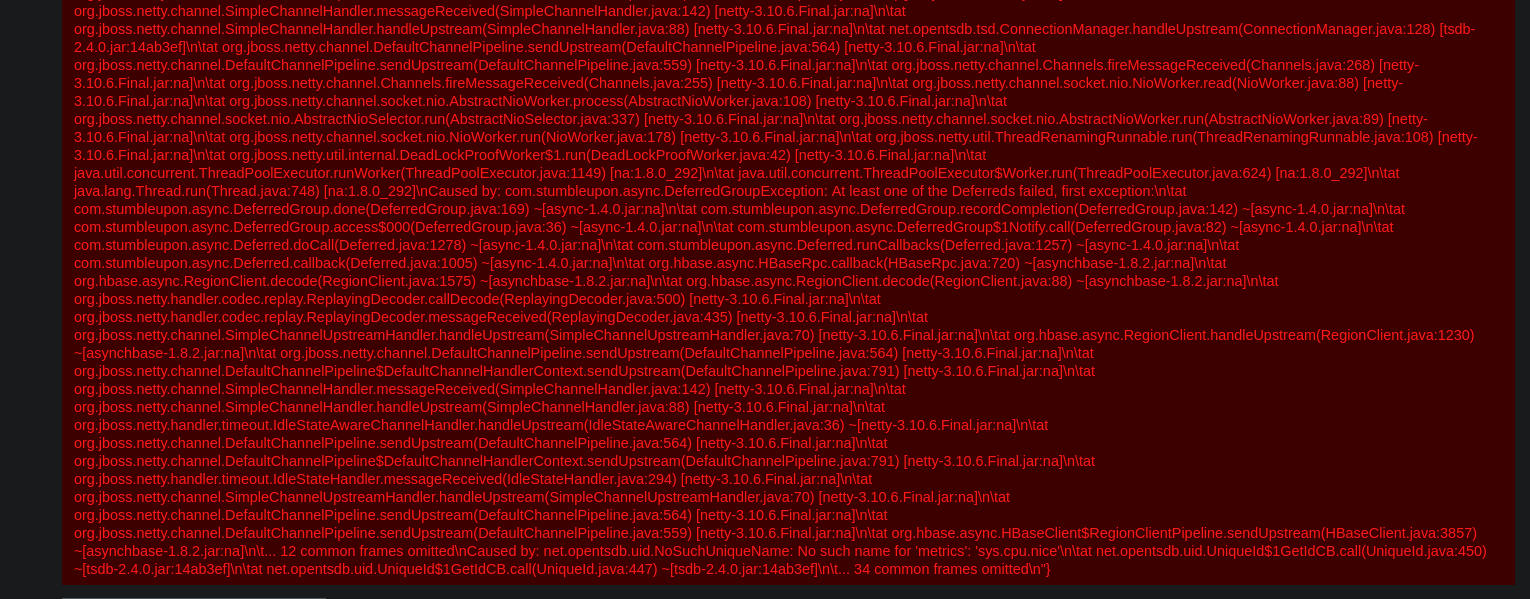 org.jboss.netty.channel.SimpleChannelHandler.messageReceived(SimpleChannelHandler.java:142) [netty-3.10.6.Final.jar:na]\n\tat
org.jboss.netty.channel.SimpleChannelHandler.handleUpstream(SimpleChannelHandler.java:88) [netty-3.10.6.Final.jar:na]\n\tat net.opentsdb.tsd.ConnectionManager.handleUpstream(ConnectionManager.java:128) [tsdb-
2.4.0.jar:14ab3ef]\n\tat org.jboss.netty.channel.DefaultChannelPipeline.sendUpstream(DefaultChannelPipeline.java:564) [netty-3.10.6.Final.jar:na]\n\tat
org.jboss.netty.channel.DefaultChannelPipeline.sendUpstream(DefaultChannelPipeline.java:559) [netty-3.10.6.Final.jar:na]\n\tat org.jboss.netty.channel.Channels.fireMessageReceived(Channels.java:268) [netty-
3.10.6.Final.jar:na]\n\tat org.jboss.netty.channel.Channels.fireMessageReceived(Channels.java:255) [netty-3.10.6.Final.jar:na]\n\tat org.jboss.netty.channel.socket.nio.NioWorker.read(NioWorker.java:88) [netty-
3.10.6.Final.jar:na]\n\tat org.jboss.netty.channel.socket.nio.AbstractNioWorker.process(AbstractNioWorker.java:108) [netty-3.10.6.Final.jar:na]\n\tat
org.jboss.netty.channel.socket.nio.AbstractNioSelector.run(AbstractNioSelector.java:337) [netty-3.10.6.Final.jar:na]\n\tat org.jboss.netty.channel.socket.nio.AbstractNioWorker.run(AbstractNioWorker.java:89) [netty-
3.10.6.Final.jar:na]\n\tat org.jboss.netty.channel.socket.nio.NioWorker.run(NioWorker.java:178) [netty-3.10.6.Final.jar:na]\n\tat org.jboss.netty.util.ThreadRenamingRunnable.run(ThreadRenamingRunnable.java:108) [netty-
3.10.6.Final.jar:na]\n\tat org.jboss.netty.util.internal.DeadLockProofWorker$1.run(DeadLockProofWorker.java:42) [netty-3.10.6.Final.jar:na]\n\tat
java.util.concurrent.ThreadPoolExecutor.runWorker(ThreadPoolExecutor.java:1149) [na:1.8.0_292]\n\tat java.util.concurrent.ThreadPoolExecutor$Worker.run(ThreadPoolExecutor.java:624) [na:1.8.0_292]\n\tat
java.lang.Thread.run(Thread.java:748) [na:1.8.0_292]\nCaused by: com.stumbleupon.async.DeferredGroupException: At least one of the Deferreds failed, first exception:\n\tat
com.stumbleupon.async.DeferredGroup.done(DeferredGroup.java:169) ~[async-1.4.0.jar:na]\n\tat com.stumbleupon.async.DeferredGroup.recordCompletion(DeferredGroup.java:142) ~[async-1.4.0.jar:na]\n\tat
com.stumbleupon.async.DeferredGroup.access$000(DeferredGroup.java:36) ~[async-1.4.0.jar:na]\n\tat com.stumbleupon.async.DeferredGroup$1Notify.call(DeferredGroup.java:82) ~[async-1.4.0.jar:na]\n\tat
com.stumbleupon.async.Deferred.doCall(Deferred.java:1278) ~[async-1.4.0.jar:na]\n\tat com.stumbleupon.async.Deferred.runCallbacks(Deferred.java:1257) ~[async-1.4.0.jar:na]\n\tat
com.stumbleupon.async.Deferred.callback(Deferred.java:1005) ~[async-1.4.0.jar:na]\n\tat org.hbase.async.HBaseRpc.callback(HBaseRpc.java:720) ~[asynchbase-1.8.2.jar:na]\n\tat
org.hbase.async.RegionClient.decode(RegionClient.java:1575) ~[asynchbase-1.8.2.jar:na]\n\tat org.hbase.async.RegionClient.decode(RegionClient.java:88) ~[asynchbase-1.8.2.jar:na]\n\tat
org.jboss.netty.handler.codec.replay.ReplayingDecoder.callDecode(ReplayingDecoder.java:500) [netty-3.10.6.Final.jar:na]\n\tat
org.jboss.netty.handler.codec.replay.ReplayingDecoder.messageReceived(ReplayingDecoder.java:435) [netty-3.10.6.Final.jar:na]\n\tat
org.jboss.netty.channel.SimpleChannelUpstreamHandler.handleUpstream(SimpleChannelUpstreamHandler.java:70) [netty-3.10.6.Final.jar:na]\n\tat org.hbase.async.RegionClient.handleUpstream(RegionClient.java:1230)
~[asynchbase-1.8.2.jar:na]\n\tat org.jboss.netty.channel.DefaultChannelPipeline.sendUpstream(DefaultChannelPipeline.java:564) [netty-3.10.6.Final.jar:na]\n\tat
org.jboss.netty.channel.DefaultChannelPipeline$DefaultChannelHandlerContext.sendUpstream(DefaultChannelPipeline.java:791) [netty-3.10.6.Final.jar:na]\n\tat
org.jboss.netty.channel.SimpleChannelHandler.messageReceived(SimpleChannelHandler.java:142) [netty-3.10.6.Final.jar:na]\n\tat
org.jboss.netty.channel.SimpleChannelHandler.handleUpstream(SimpleChannelHandler.java:88) [netty-3.10.6.Final.jar:na]\n\tat
org.jboss.netty.handler.timeout.IdleStateAwareChannelHandler.handleUpstream(IdleStateAwareChannelHandler.java:36) ~[netty-3.10.6.Final.jar:na]\n\tat
org.jboss.netty.channel.DefaultChannelPipeline.sendUpstream(DefaultChannelPipeline.java:564) [netty-3.10.6.Final.jar:na]\n\tat
org.jboss.netty.channel.DefaultChannelPipeline$DefaultChannelHandlerContext.sendUpstream(DefaultChannelPipeline.java:791) [netty-3.10.6.Final.jar:na]\n\tat
org.jboss.netty.handler.timeout.IdleStateHandler.messageReceived(IdleStateHandler.java:294) [netty-3.10.6.Final.jar:na]\n\tat
org.jboss.netty.channel.SimpleChannelUpstreamHandler.handleUpstream(SimpleChannelUpstreamHandler.java:70) [netty-3.10.6.Final.jar:na]\n\tat
org.jboss.netty.channel.DefaultChannelPipeline.sendUpstream(DefaultChannelPipeline.java:564) [netty-3.10.6.Final.jar:na]\n\tat
org.jboss.netty.channel.DefaultChannelPipeline.sendUpstream(DefaultChannelPipeline.java:559) [netty-3.10.6.Final.jar:na]\n\tat org.hbase.async.HBaseClient$RegionClientPipeline.sendUpstream(HBaseClient.java:3857)
~[asynchbase-1.8.2.jar:na]\n\t... 12 common frames omitted\nCaused by: net.opentsdb.uid.NoSuchUniqueName: No such name for 'metrics': 'sys.cpu.nice'\n\tat net.opentsdb.uid.UniqueId$1GetIdCB.call(UniqueId.java:450)
~[tsdb-2.4.0.jar:14ab3ef]\n\tat net.opentsdb.uid.UniqueId$1GetIdCB.call(UniqueId.java:447) ~[tsdb-2.4.0.jar:14ab3ef]\n\t... 34 common frames omitted\n"}